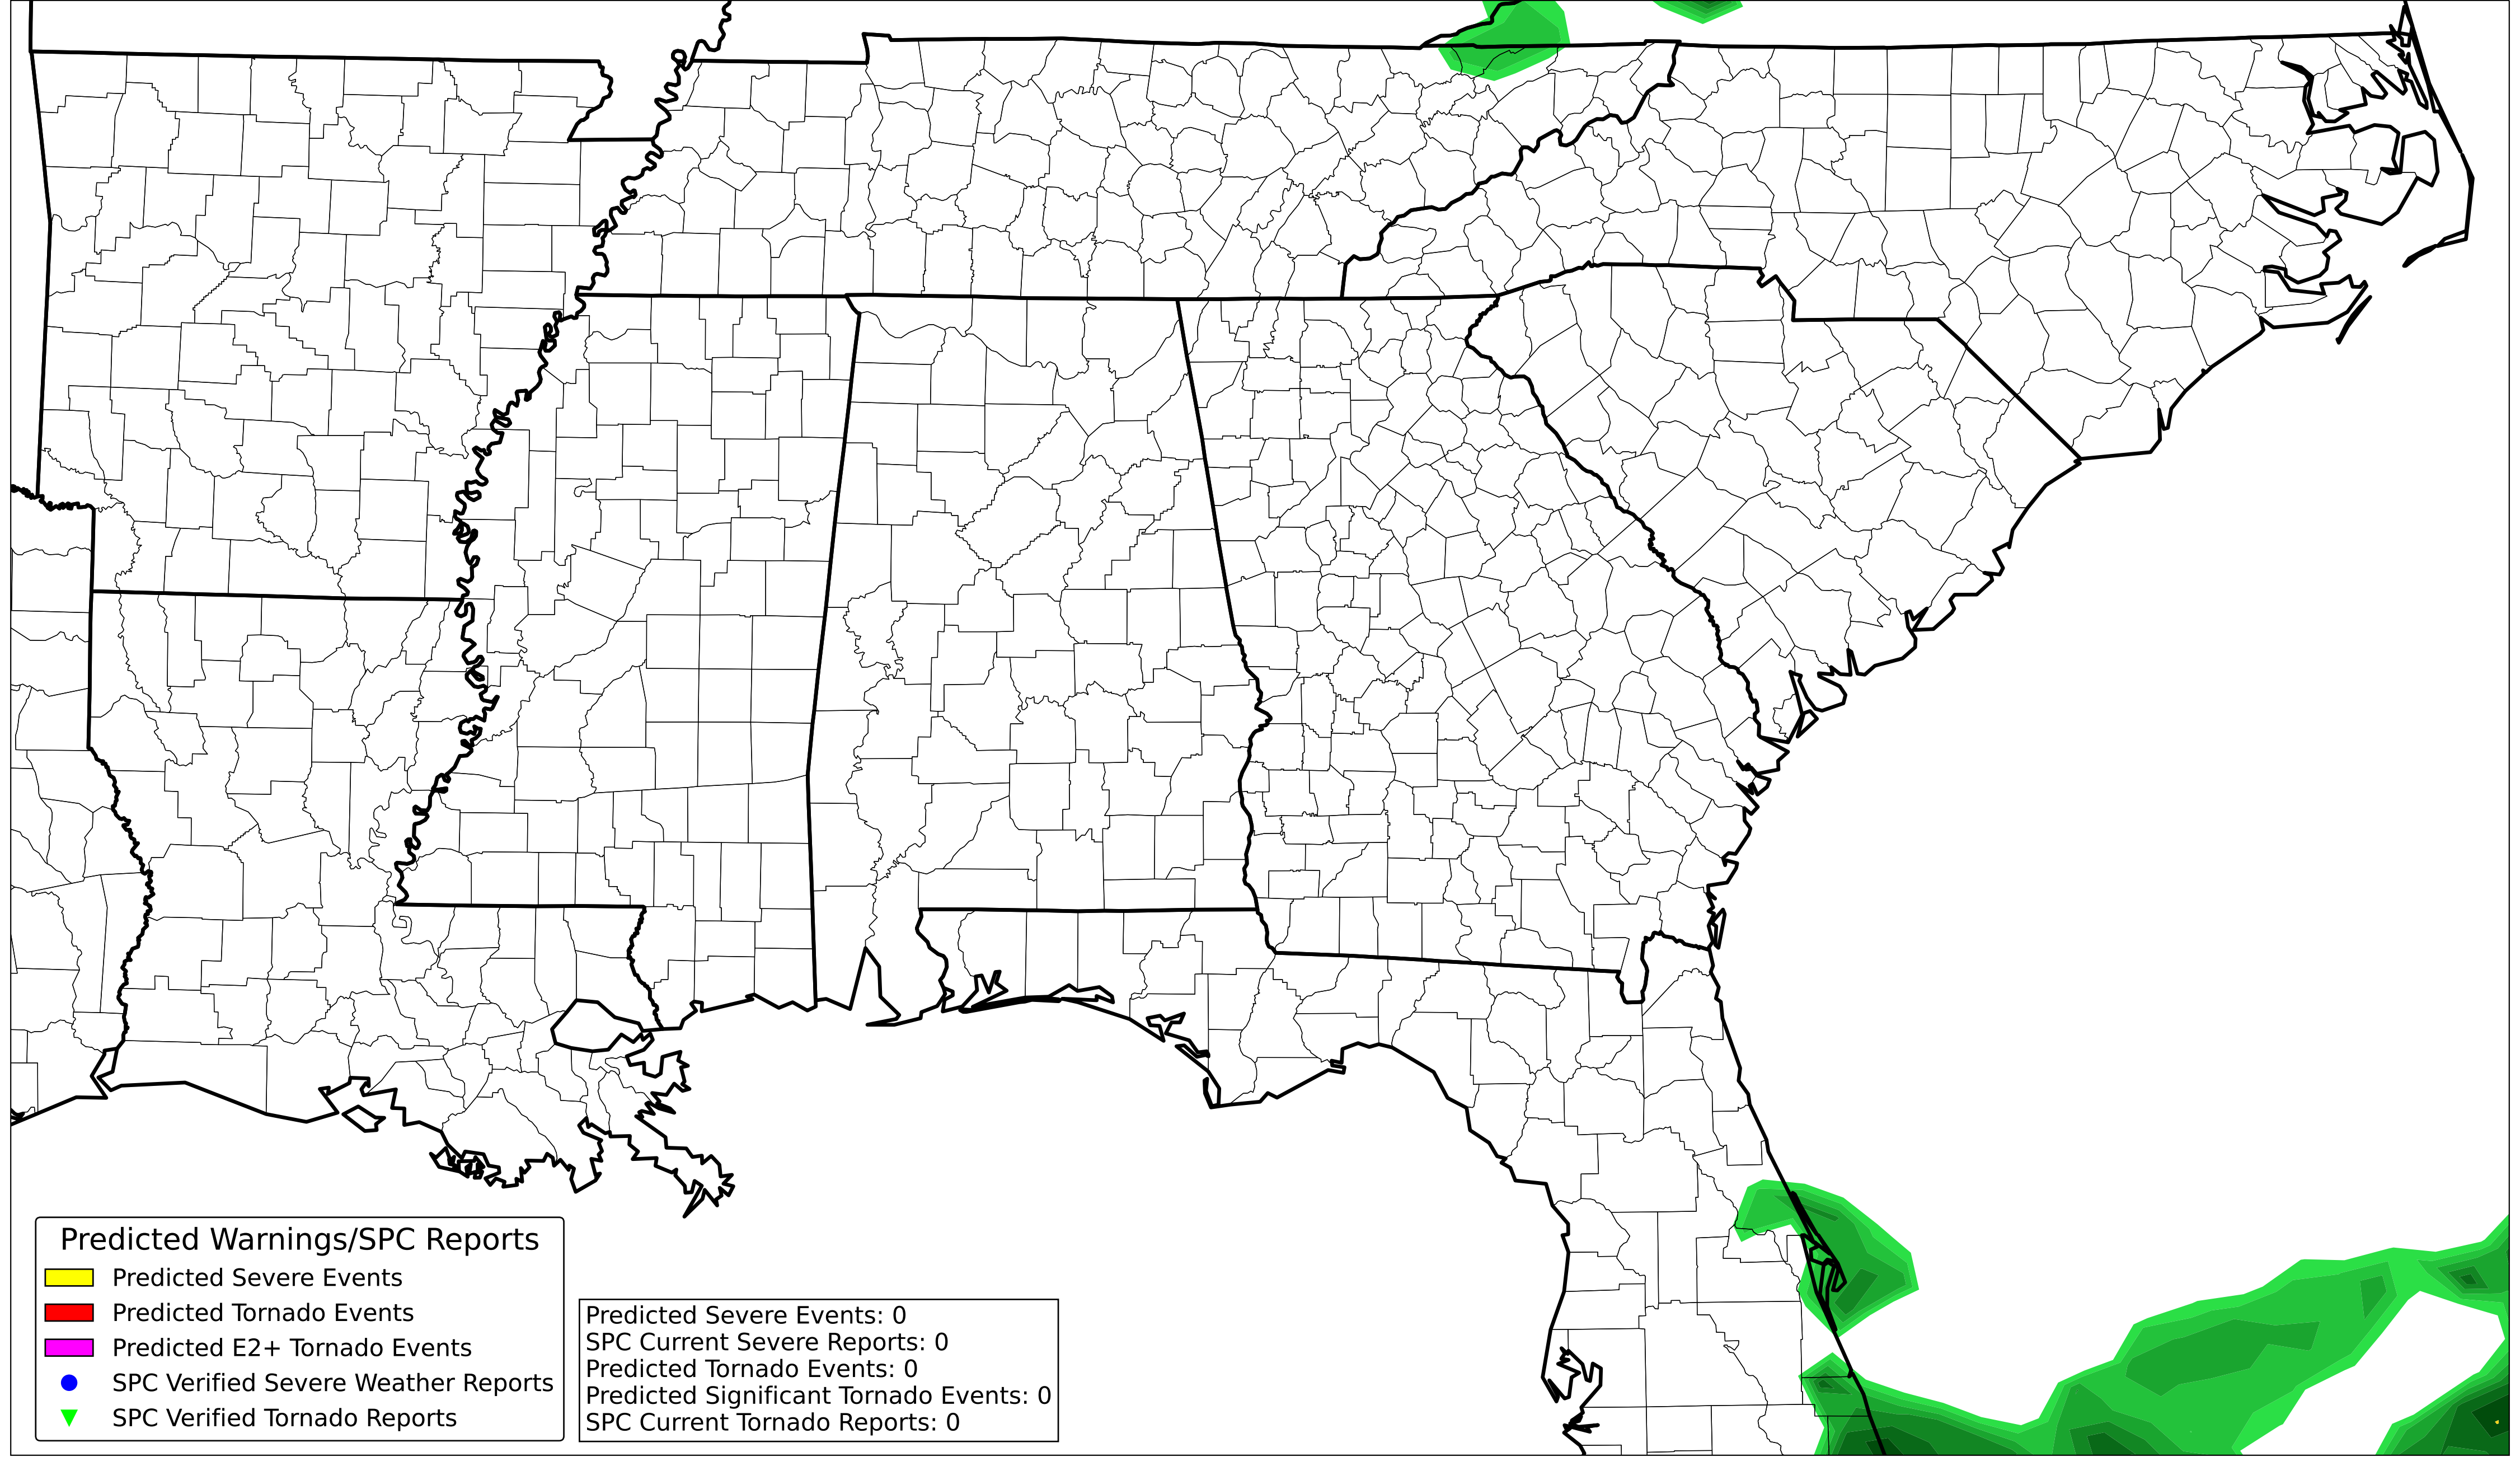 Predicted Warnings/SPC Reports
Predicted Severe Events
Predicted Tornado Events
Predicted E2+ Tornado Events
SPC Verified Severe Weather Reports
SPC Verified Tornado Reports
Predicted Severe Events: 0
SPC Current Severe Reports: 0
Predicted Tornado Events: 0
Predicted Significant Tornado Events: 0
SPC Current Tornado Reports: 0